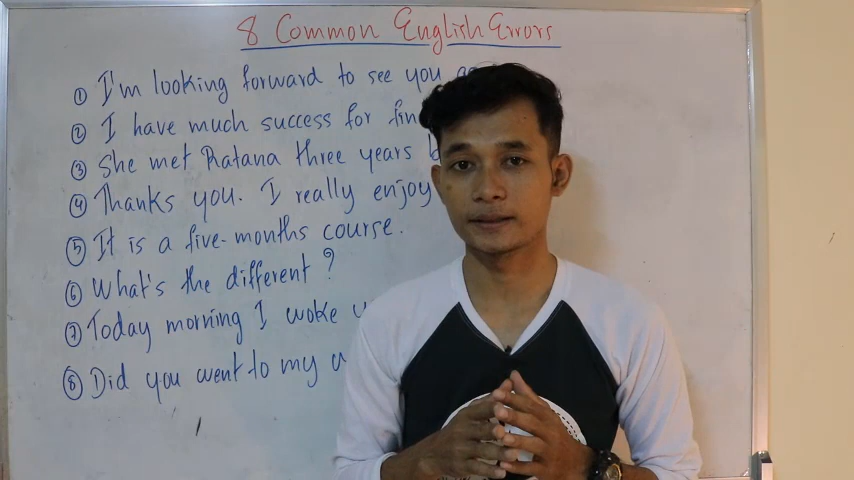 8 Common English Errors
① I'm looking forward to see you
② I have much success for
③ She met Ratana three years
④ Thanks you. I really enjoy
⑤ It is a five-months course.
⑥ What's the different?
⑦ Today morning I woke
⑧ Did you went to my